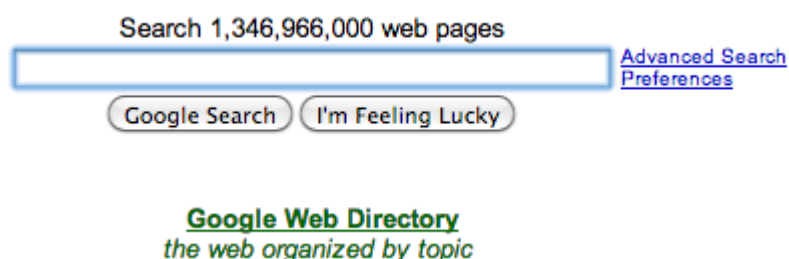 Search 1,346,966,000 web pages
Advanced Search
Preferences
Google Search I'm Feeling Lucky
Google Web Directory
the web organized by topic